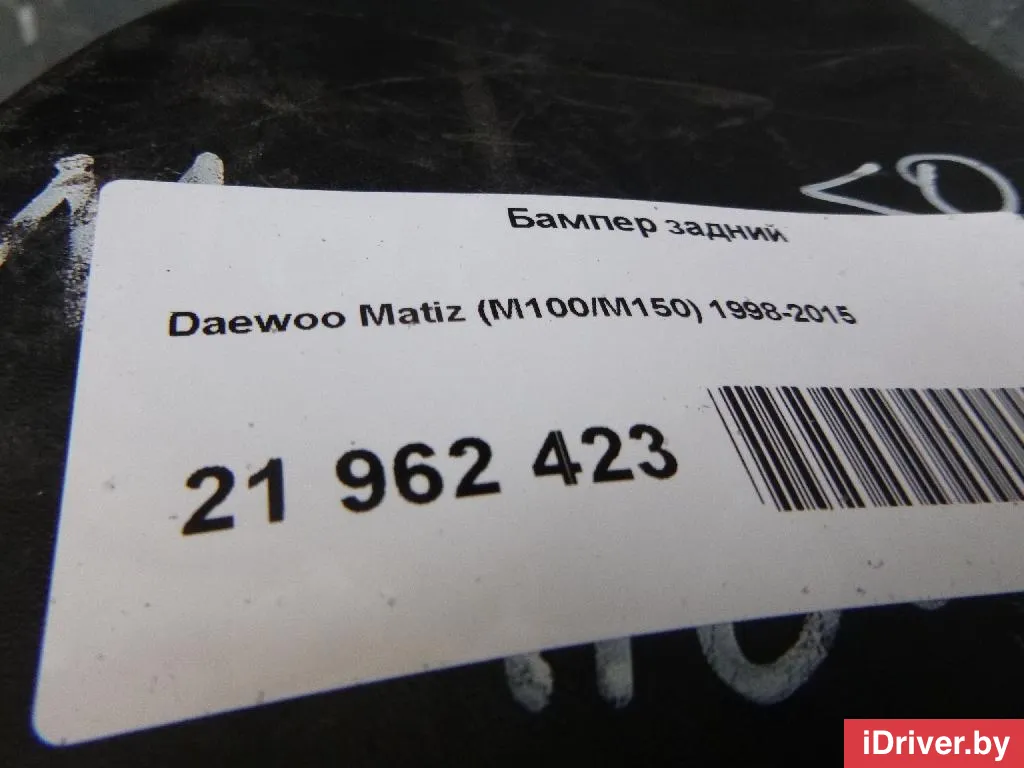 Бампер задний
Daewoo Matiz (M100/M150) 1998-2015
21 962 423
iDriver.by